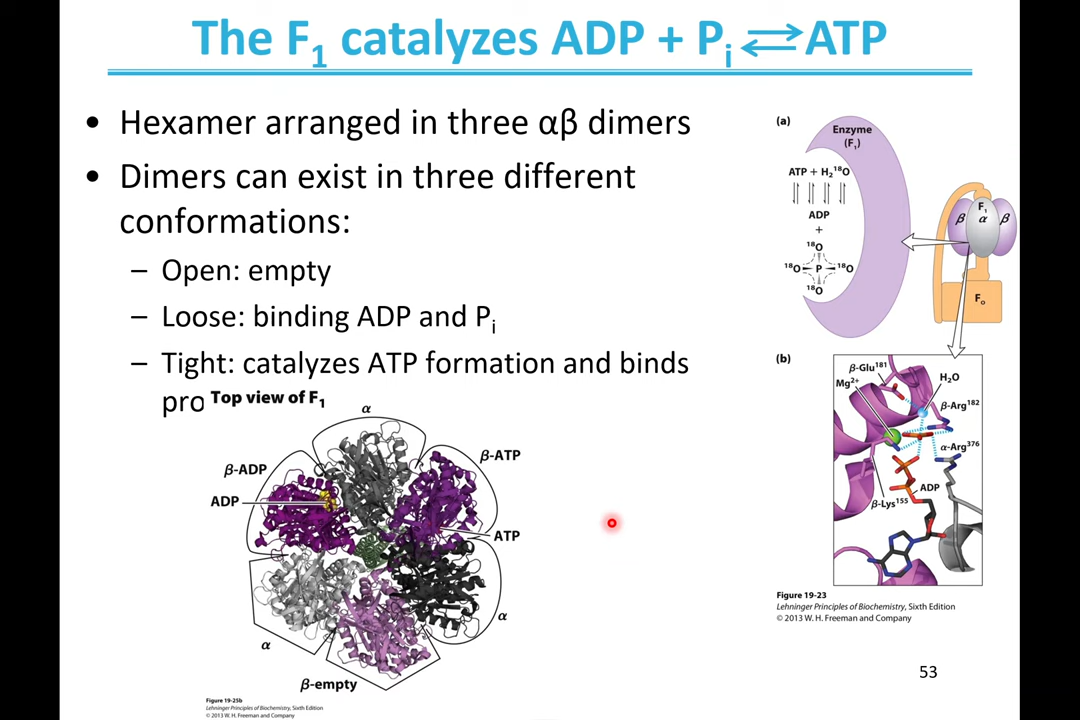 The F₁ catalyzes ADP + Pᵢ ⇌ ATP
• Hexamer arranged in three αβ dimers
• Dimers can exist in three different
conformations:
– Open: empty
– Loose: binding ADP and Pᵢ
– Tight: catalyzes ATP formation and binds
pro
Top view of F₁
α
β-ADP
β-ATP
ADP
ATP
α
α
β-empty
Figure 19-25b
Lehninger Principles of Biochemistry, Sixth Edition
© 2013 W. H. Freeman and Company
(a)
Enzyme
(F₁)
ATP + H₂¹⁸O
ADP
+
¹⁸O
¹⁸O P ¹⁸O
¹⁸O
F₁
β α β
Fₒ
(b)
β-Glu¹⁸¹
Mg²⁺
H₂O
β-Arg¹⁸²
α-Arg³⁷⁶
ADP
β-Lys¹⁵⁵
Figure 19-23
Lehninger Principles of Biochemistry, Sixth Edition
© 2013 W. H. Freeman and Company
53